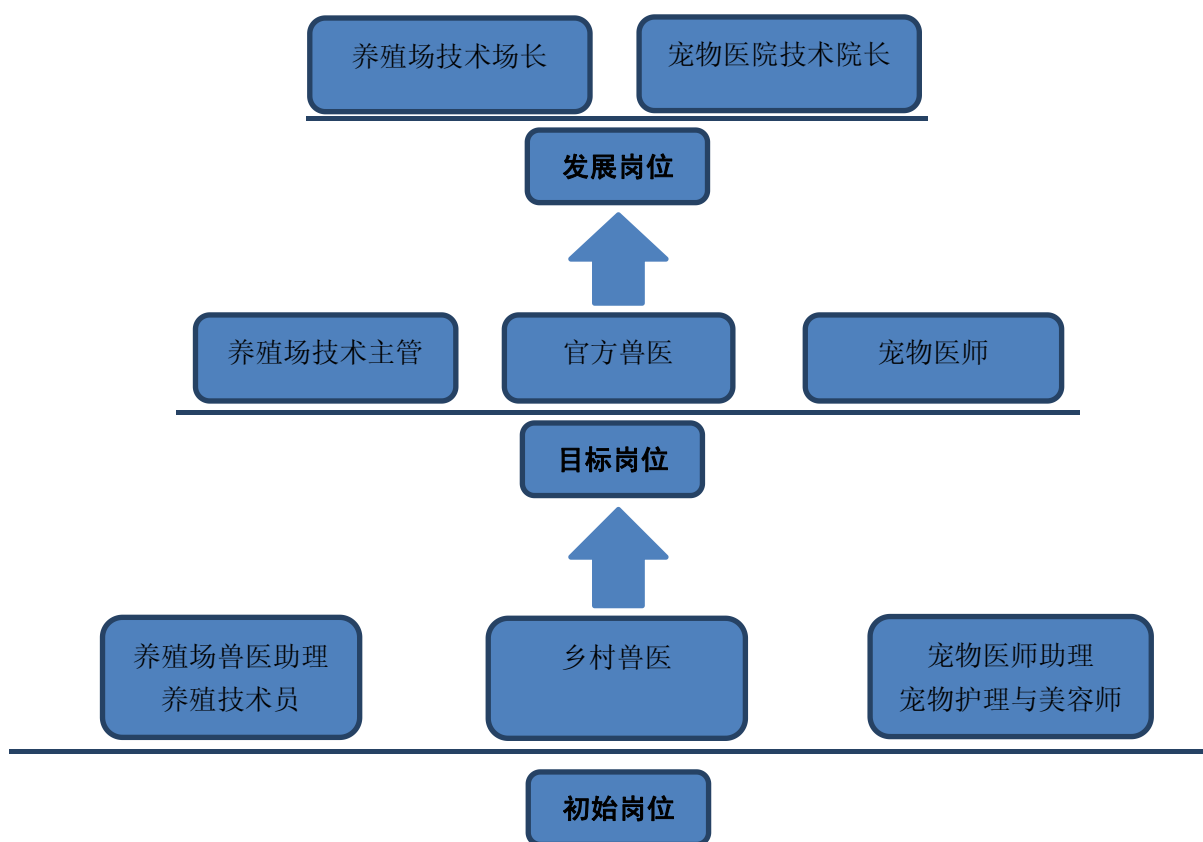 养殖场技术场长
宠物医院技术院长
发展岗位
养殖场技术主管
官方兽医
宠物医师
目标岗位
养殖场兽医助理
养殖技术员
乡村兽医
宠物医师助理
宠物护理与美容师
初始岗位